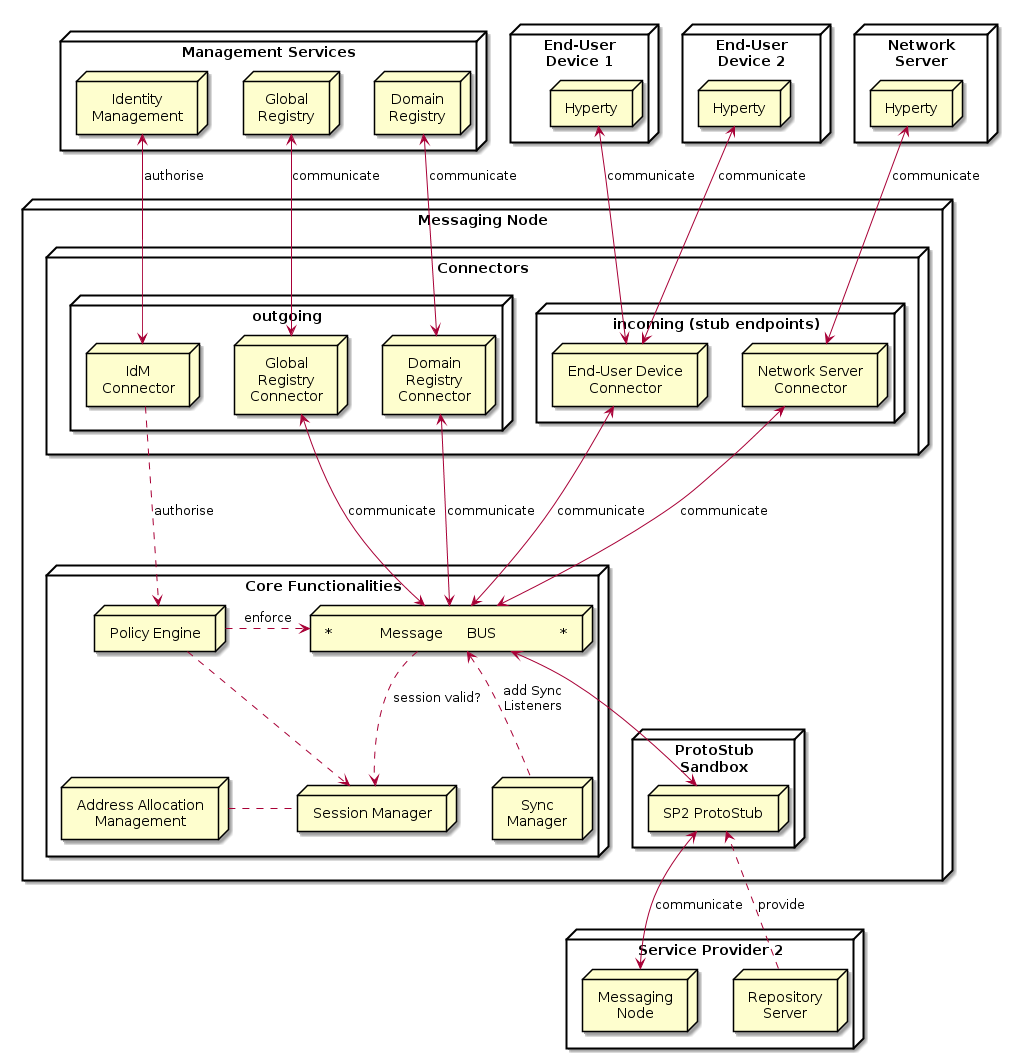 Management Services
Identity
Management
Global
Registry
Domain
Registry
End-User
Device 1
Hyperty
End-User
Device 2
Hyperty
Network
Server
Hyperty
authorise
communicate
communicate
communicate
communicate
communicate
Messaging Node
Connectors
outgoing
IdM
Connector
Global
Registry
Connector
Domain
Registry
Connector
incoming (stub endpoints)
End-User Device
Connector
Network Server
Connector
authorise
communicate
communicate
communicate
communicate
Core Functionalities
Policy Engine
enforce
* Message BUS *
session valid?
add Sync
Listeners
Address Allocation
Management
Session Manager
Sync
Manager
ProtoStub
Sandbox
SP2 ProtoStub
communicate
provide
Service Provider 2
Messaging
Node
Repository
Server